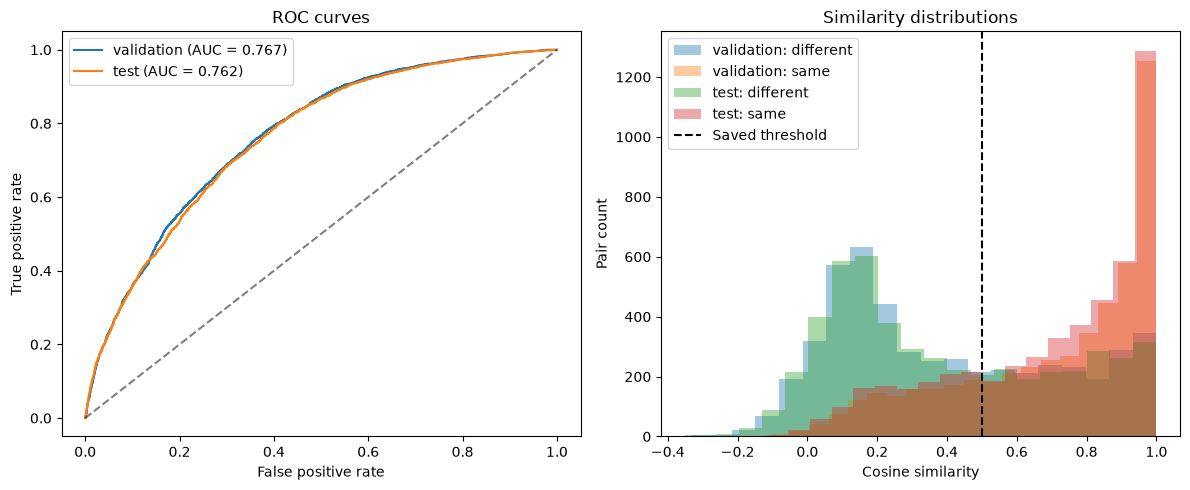 ROC curves
validation (AUC = 0.767)
test (AUC = 0.762)
True positive rate
1.0
0.8
0.6
0.4
0.2
0.0
0.0 0.2 0.4 0.6 0.8 1.0
False positive rate
Similarity distributions
validation: different
validation: same
test: different
test: same
Saved threshold
Pair count
1200
1000
800
600
400
200
0
−0.4 −0.2 0.0 0.2 0.4 0.6 0.8 1.0
Cosine similarity